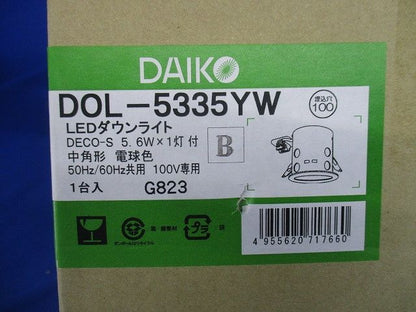 DAIKO
DOL-5335YW
埋込穴
100
LEDダウンライト
DECO-S 5.6W×1灯付
B
中角形 電球色
50Hz/60Hz共用 100V専用
1台入 G823
プラ
4 955620 717660